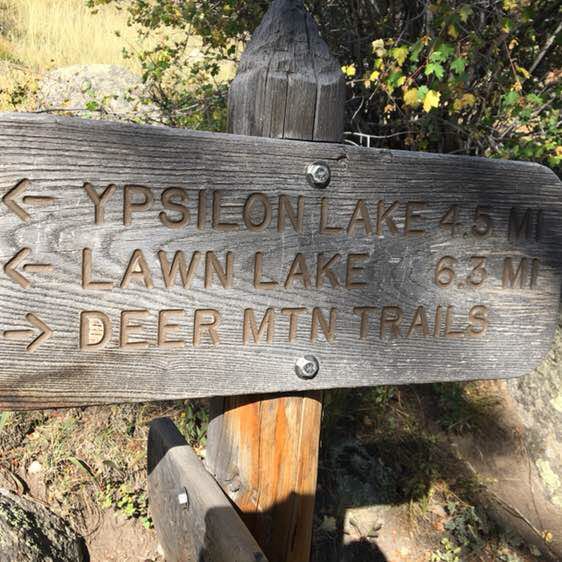 ← YPSILON LAKE 4.5 MI
← LAWN LAKE 6.3 MI
→ DEER MTN TRAILS